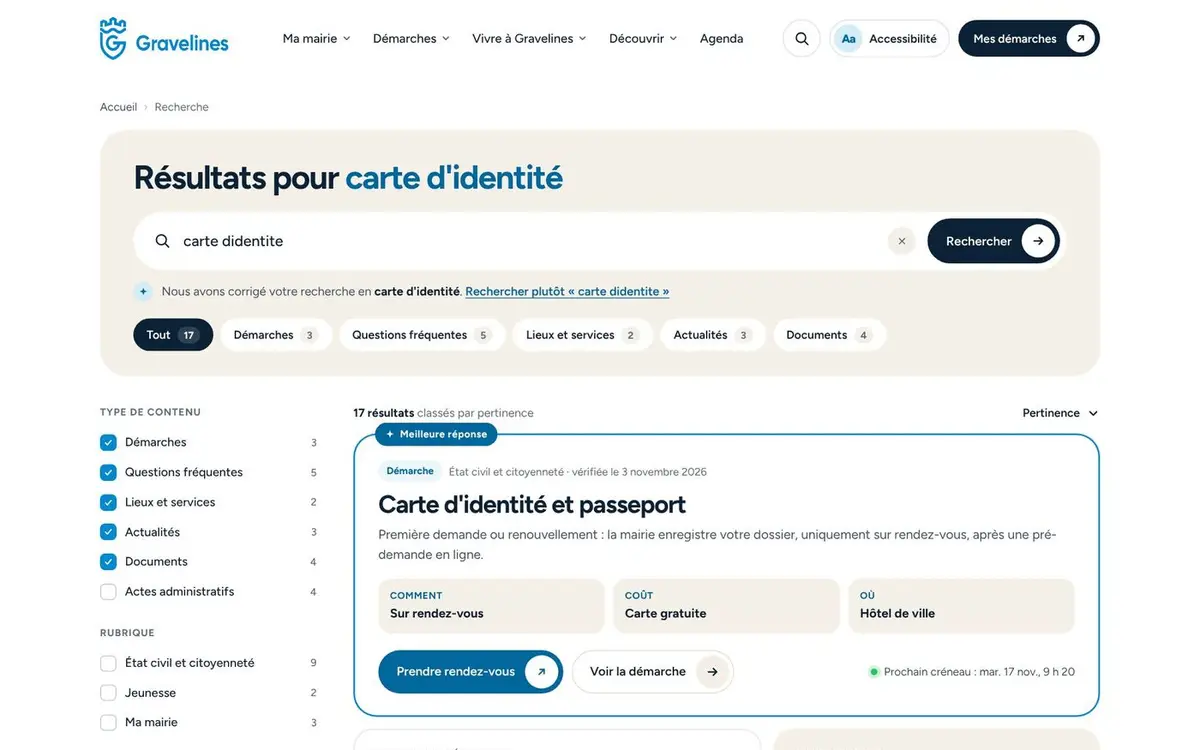 Gravelines
Ma mairie
Démarches
Vivre à Gravelines
Découvrir
Agenda
Aa Accessibilité
Mes démarches
Accueil › Recherche
Résultats pour carte d'identité
carte didentite
Rechercher
Nous avons corrigé votre recherche en carte d'identité. Rechercher plutôt « carte didentite »
Tout 17
Démarches 3
Questions fréquentes 5
Lieux et services 2
Actualités 3
Documents 4
TYPE DE CONTENU
Démarches 3
Questions fréquentes 5
Lieux et services 2
Actualités 3
Documents 4
Actes administratifs 4
RUBRIQUE
État civil et citoyenneté 9
Jeunesse 2
Ma mairie 3
17 résultats classés par pertinence
Pertinence
Meilleure réponse
Démarche
État civil et citoyenneté · vérifiée le 3 novembre 2026
Carte d'identité et passeport
Première demande ou renouvellement : la mairie enregistre votre dossier, uniquement sur rendez-vous, après une pré-
demande en ligne.
COMMENT
Sur rendez-vous
COÛT
Carte gratuite
OÙ
Hôtel de ville
Prendre rendez-vous
Voir la démarche
Prochain créneau : mar. 17 nov., 9 h 20